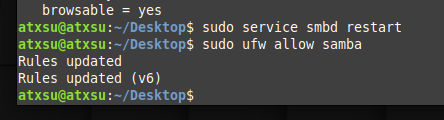 browsable = yes
atxsu@atxsu:~/Desktop$ sudo service smbd restart
atxsu@atxsu:~/Desktop$ sudo ufw allow samba
Rules updated
Rules updated (v6)
atxsu@atxsu:~/Desktop$